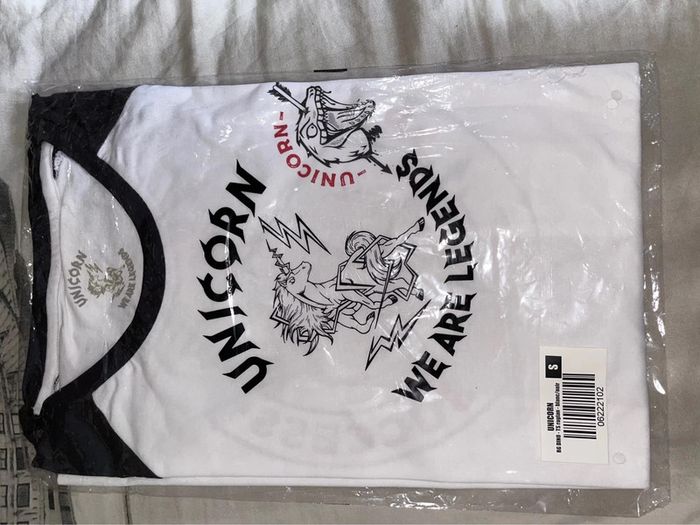 UNICORN
WE ARE LEGENDS
-UNICORN-
UNICORN
WE ARE LEGENDS
UNICORN
S
06222102